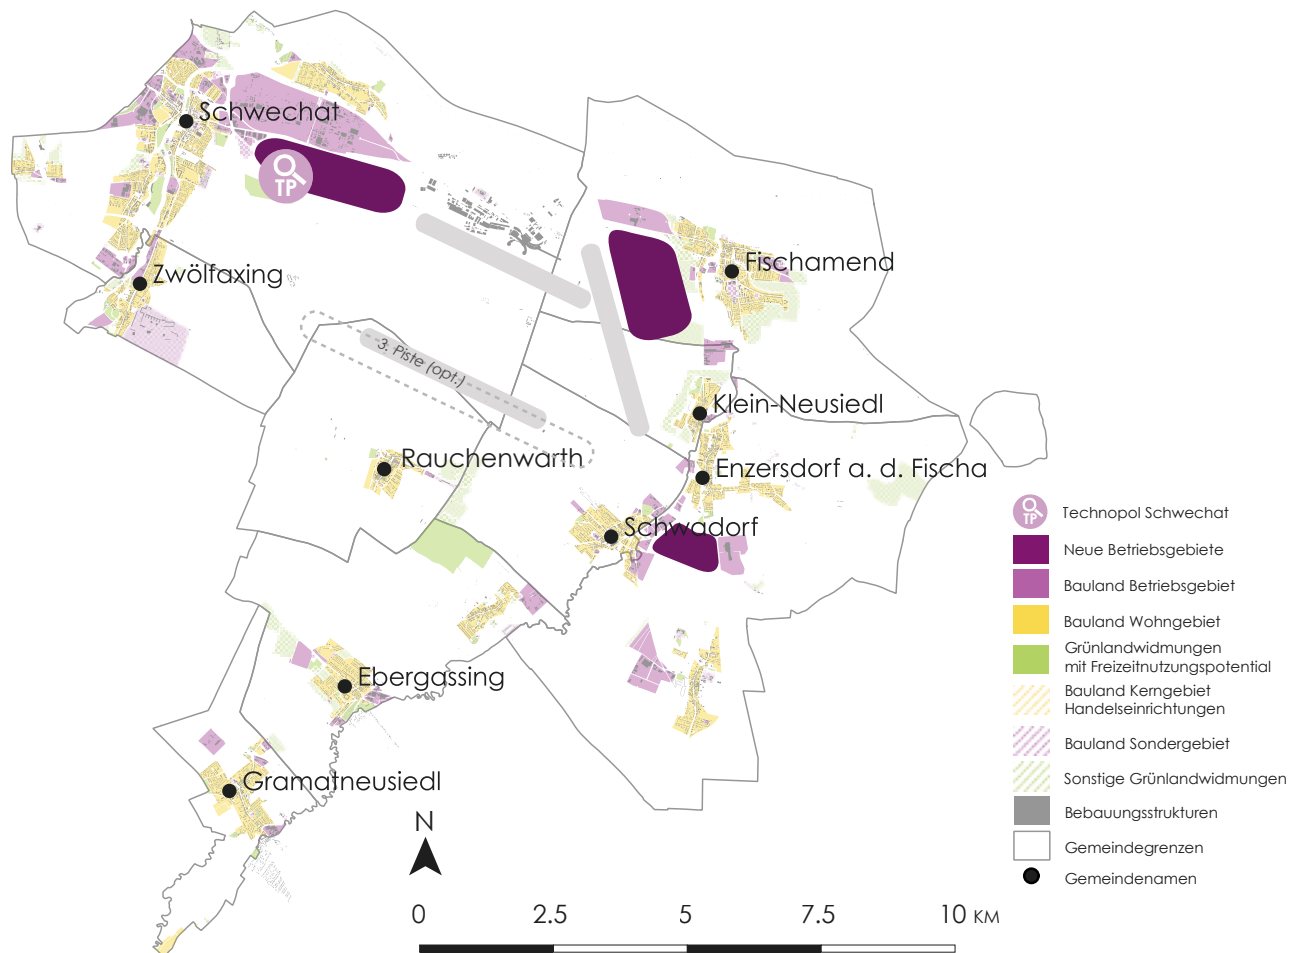 Schwechat
TP
Zwölfaxing
Fischamend
3. Piste (opt.)
Klein-Neusiedl
Rauchenwarth
Enzersdorf a. d. Fischa
Schwadorf
Ebergassing
Gramatneusiedl
TP Technopol Schwechat
Neue Betriebsgebiete
Bauland Betriebsgebiet
Bauland Wohngebiet
Grünlandwidmungen
mit Freizeitnutzungspotential
Bauland Kerngebiet
Handelseinrichtungen
Bauland Sondergebiet
Sonstige Grünlandwidmungen
Bebauungsstrukturen
Gemeindegrenzen
Gemeindenamen
N
0 2.5 5 7.5 10 KM